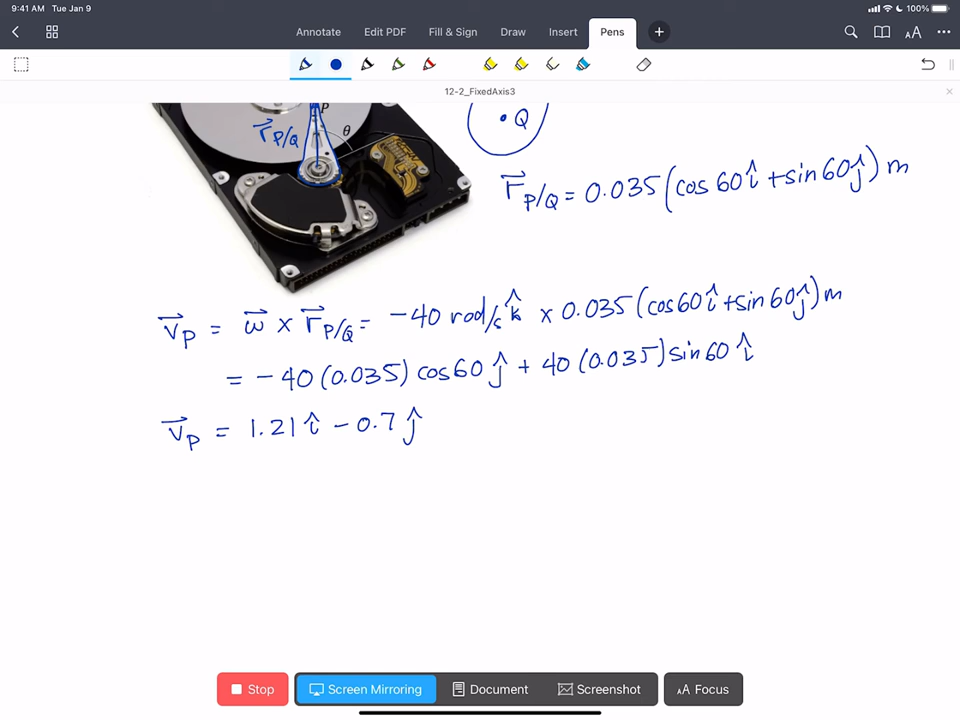 9:41 AM Tue Jan 9 100%
Annotate Edit PDF Fill & Sign Draw Insert Pens + AA
12-2_FixedAxis3
P
r⃗P/Q θ
Q
r⃗P/Q = 0.035 (cos 60 î + sin 60 ĵ) m
v⃗P = ω⃗ × r⃗P/Q = -40 rad/s k̂ × 0.035 (cos 60 î + sin 60 ĵ) m
= -40 (0.035) cos 60 ĵ + 40 (0.035) sin 60 î
v⃗P = 1.21 î - 0.7 ĵ
Stop Screen Mirroring Document Screenshot AA Focus